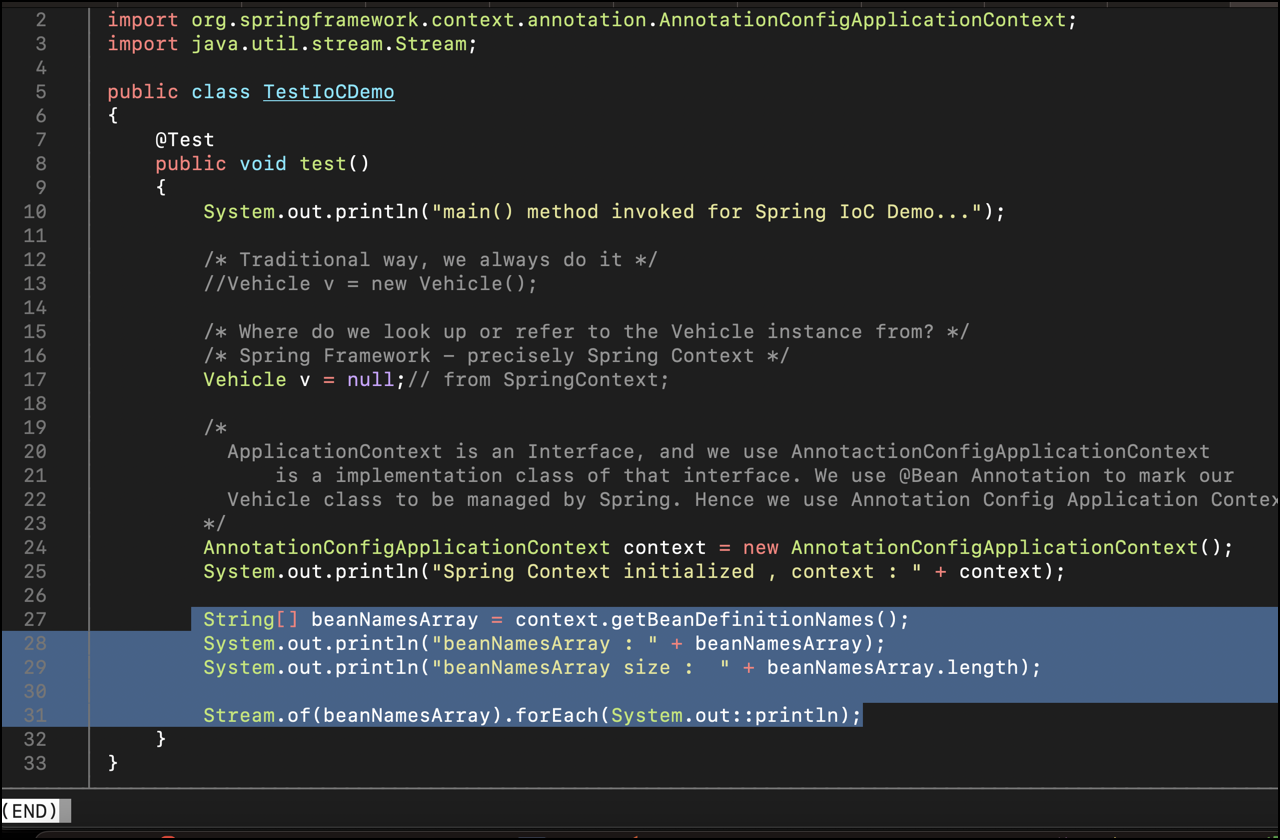 2 import org.springframework.context.annotation.AnnotationConfigApplicationContext;
3 import java.util.stream.Stream;
4
5 public class TestIoCDemo
6 {
7 @Test
8 public void test()
9 {
10 System.out.println("main() method invoked for Spring IoC Demo...");
11
12 /* Traditional way, we always do it */
13 //Vehicle v = new Vehicle();
14
15 /* Where do we look up or refer to the Vehicle instance from? */
16 /* Spring Framework – precisely Spring Context */
17 Vehicle v = null;// from SpringContext;
18
19 /*
20 ApplicationContext is an Interface, and we use AnnotactionConfigApplicationContext
21 is a implementation class of that interface. We use @Bean Annotation to mark our
22 Vehicle class to be managed by Spring. Hence we use Annotation Config Application Contex
23 */
24 AnnotationConfigApplicationContext context = new AnnotationConfigApplicationContext();
25 System.out.println("Spring Context initialized , context : " + context);
26
27 String[] beanNamesArray = context.getBeanDefinitionNames();
28 System.out.println("beanNamesArray : " + beanNamesArray);
29 System.out.println("beanNamesArray size :  " + beanNamesArray.length);
30
31 Stream.of(beanNamesArray).forEach(System.out::println);
32 }
33 }
(END)